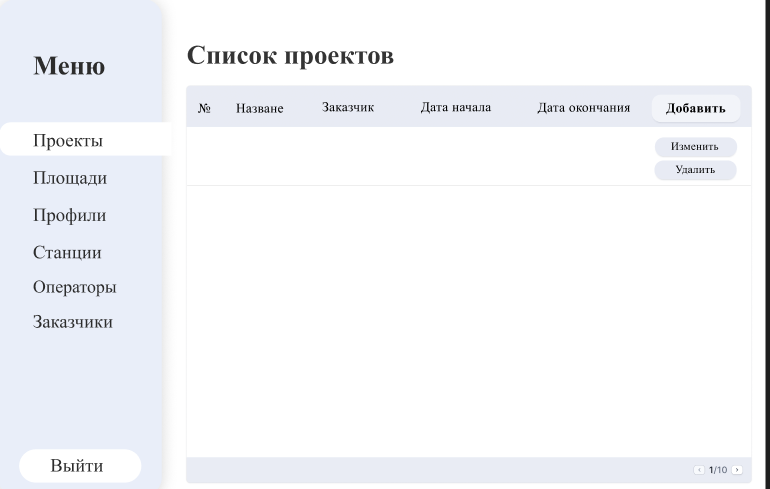 Меню
Проекты
Площади
Профили
Станции
Операторы
Заказчики
Выйти
Список проектов
№ Назване Заказчик Дата начала Дата окончания Добавить
Изменить
Удалить
1/10